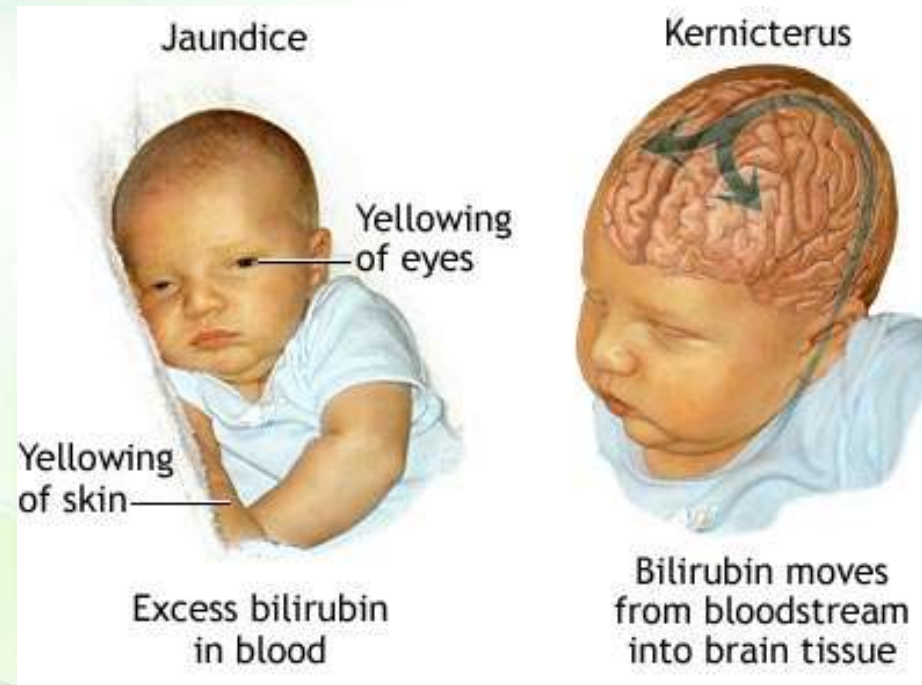 Jaundice
Yellowing
of eyes
Yellowing
of skin
Excess bilirubin
in blood
Kernicterus
Bilirubin moves
from bloodstream
into brain tissue